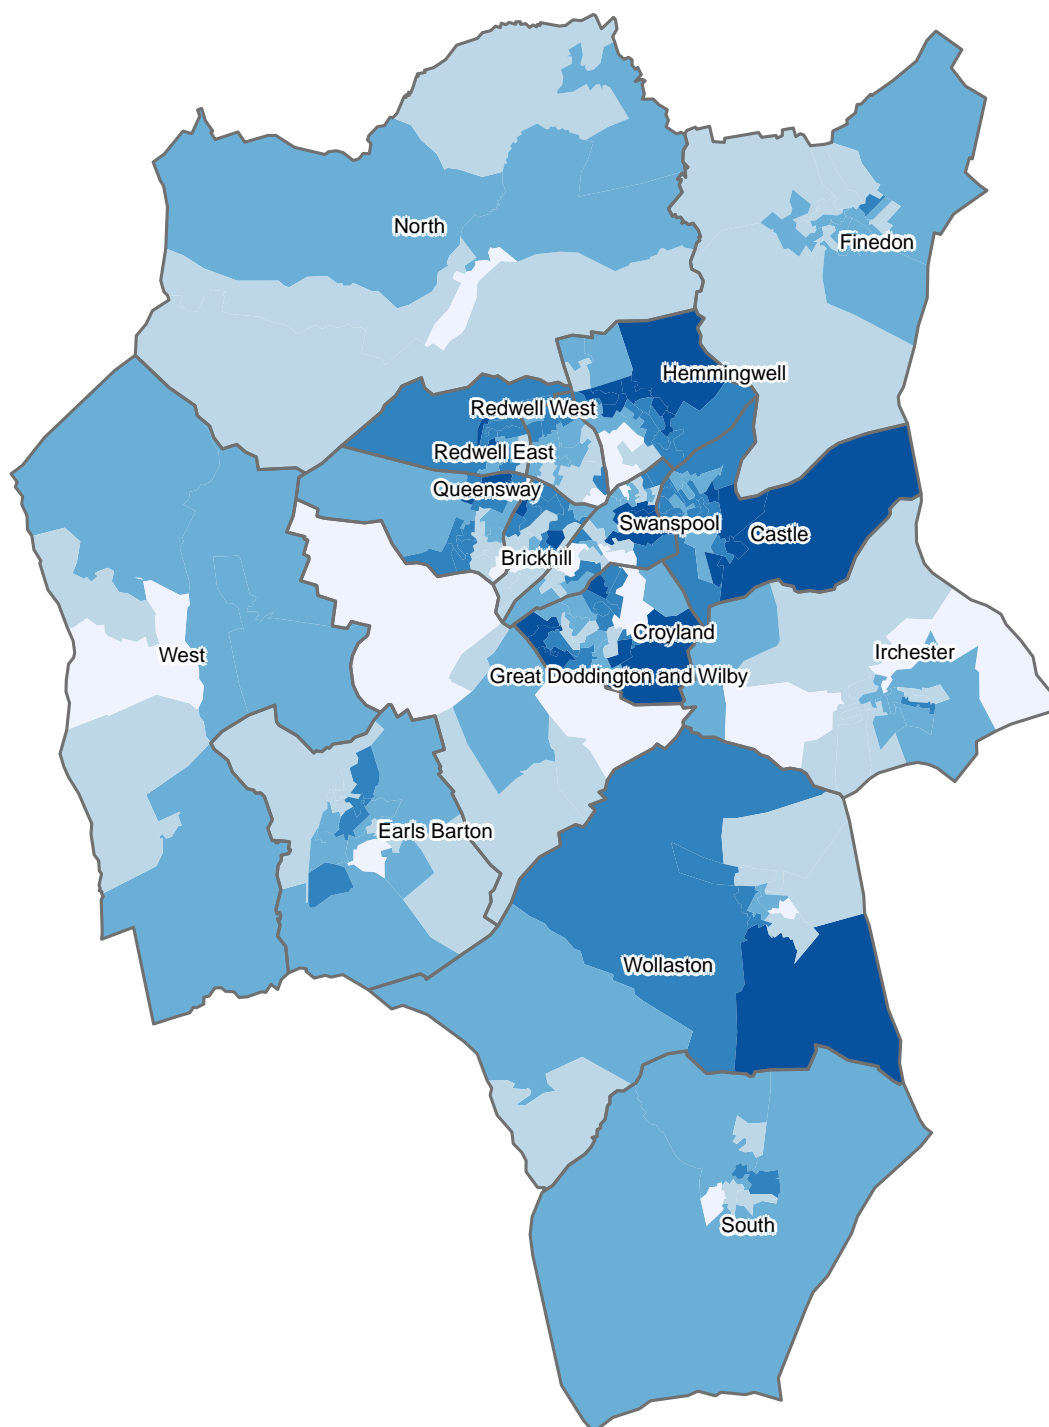 North
Finedon
Hemmingwell
Redwell West
Redwell East
Queensway
Swanspool
Castle
Brickhill
Croyland
Irchester
West
Great Doddington and Wilby
Earls Barton
Wollaston
South